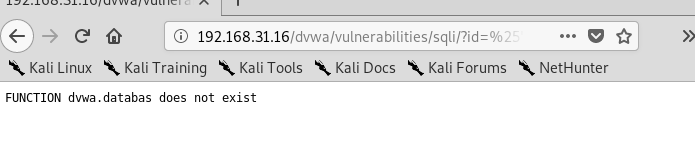 192.168.31.16/dvwa/vulnera
192.168.31.16/dvwa/vulnerabilities/sqli/?id=%25
Kali Linux Kali Training Kali Tools Kali Docs Kali Forums NetHunter
FUNCTION dvwa.databas does not exist